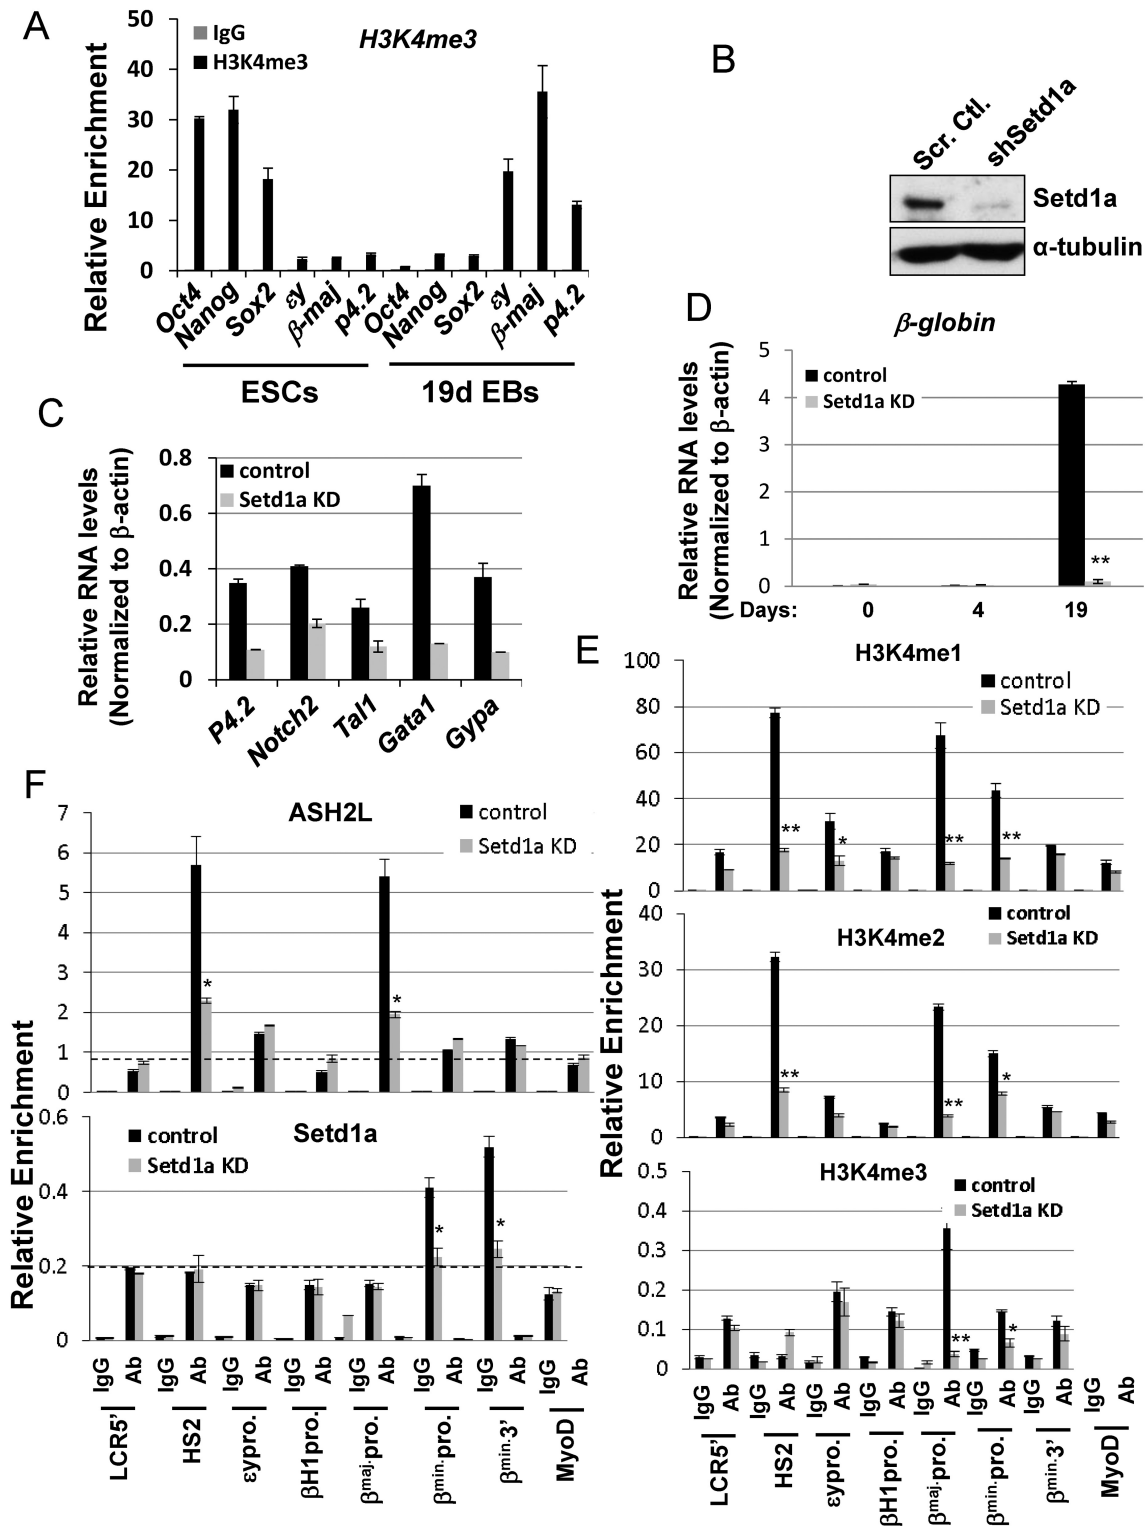 A
H3K4me3
IgG
H3K4me3
Relative Enrichment
50
40
30
20
10
0
Oct4
Nanog
Sox2
εy
β-maj
p4.2
Oct4
Nanog
Sox2
εy
β-maj
p4.2
ESCs
19d EBs
B
Scr. Ctl.
shSetd1a
Setd1a
α-tubulin
C
Relative RNA levels
(Normalized to β-actin)
control
Setd1a KD
0.8
0.6
0.4
0.2
0
P4.2
Notch2
Tal1
Gata1
Gypa
D
β-globin
Relative RNA levels
(Normalized to β-actin)
control
Setd1a KD
5
4
3
2
1
0
**
Days:
0
4
19
E
H3K4me1
control
Setd1a KD
100
80
60
40
20
0
**
*
**
**
H3K4me2
control
Setd1a KD
40
30
20
10
0
**
**
*
Relative Enrichment
H3K4me3
control
Setd1a KD
0.5
0.4
0.3
0.2
0.1
0
**
*
IgG
Ab
IgG
Ab
IgG
Ab
IgG
Ab
IgG
Ab
IgG
Ab
IgG
Ab
IgG
Ab
LCR5'
HS2
εypro.
βH1pro.
βmaj.pro.
βmin.pro.
βmin.3'
MyoD
F
ASH2L
control
Setd1a KD
7
6
5
4
3
2
1
0
*
*
Relative Enrichment
Setd1a
control
Setd1a KD
0.6
0.4
0.2
0
*
*
IgG
Ab
IgG
Ab
IgG
Ab
IgG
Ab
IgG
Ab
IgG
Ab
IgG
Ab
IgG
Ab
LCR5'
HS2
εypro.
βH1pro.
βmaj.pro.
βmin.pro.
βmin.3'
MyoD